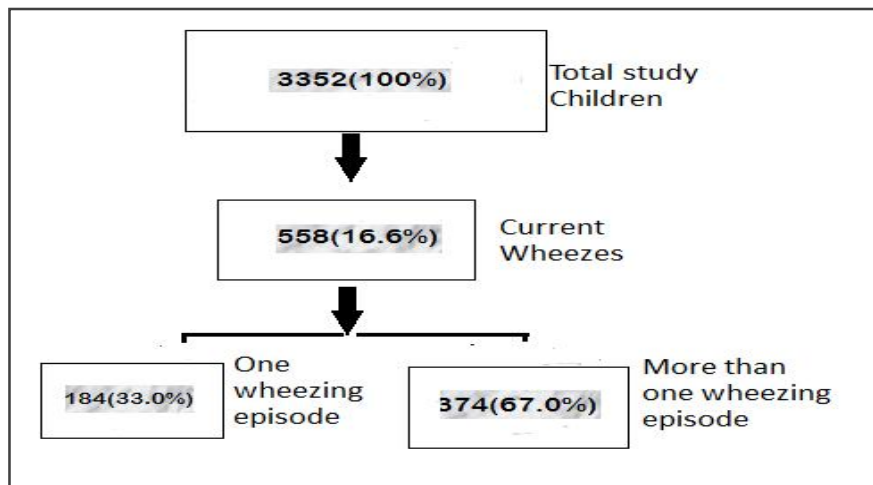 3352(100%)
Total study
Children
558(16.6%)
Current
Wheezes
184(33.0%)
One
wheezing
episode
374(67.0%)
More than
one wheezing
episode